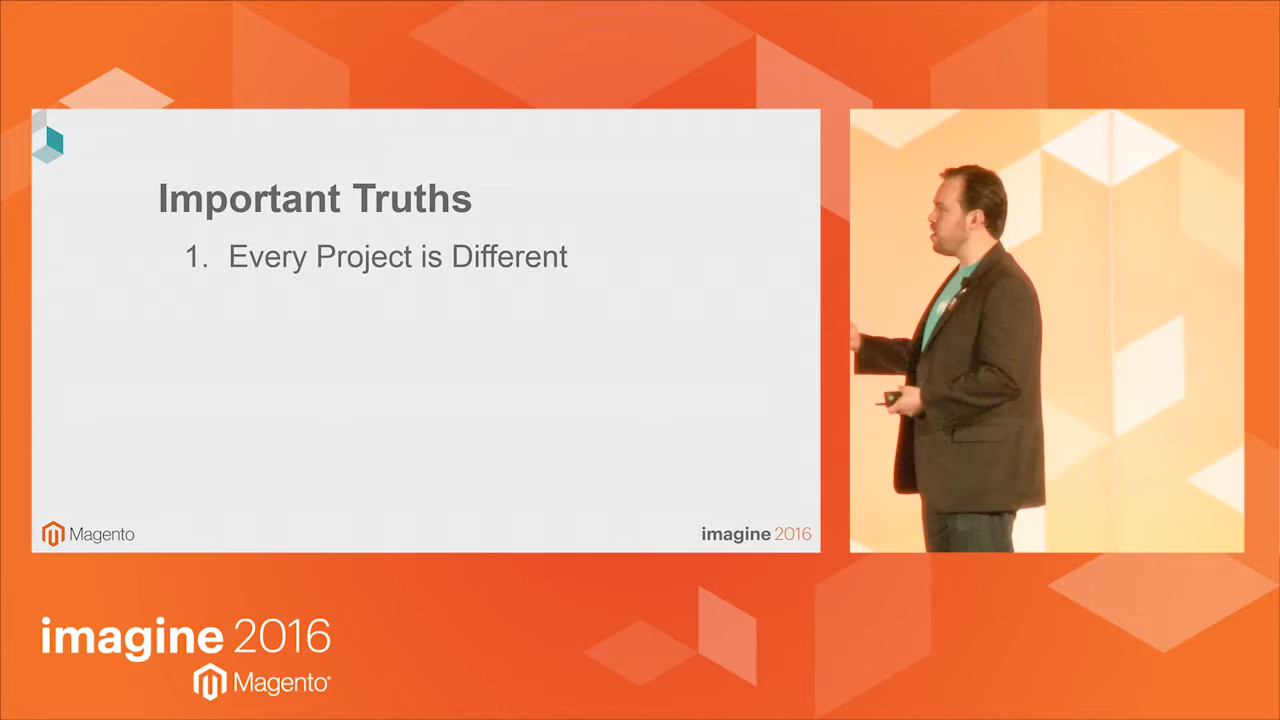 Important Truths
1. Every Project is Different
Magento
imagine 2016
imagine 2016
Magento®